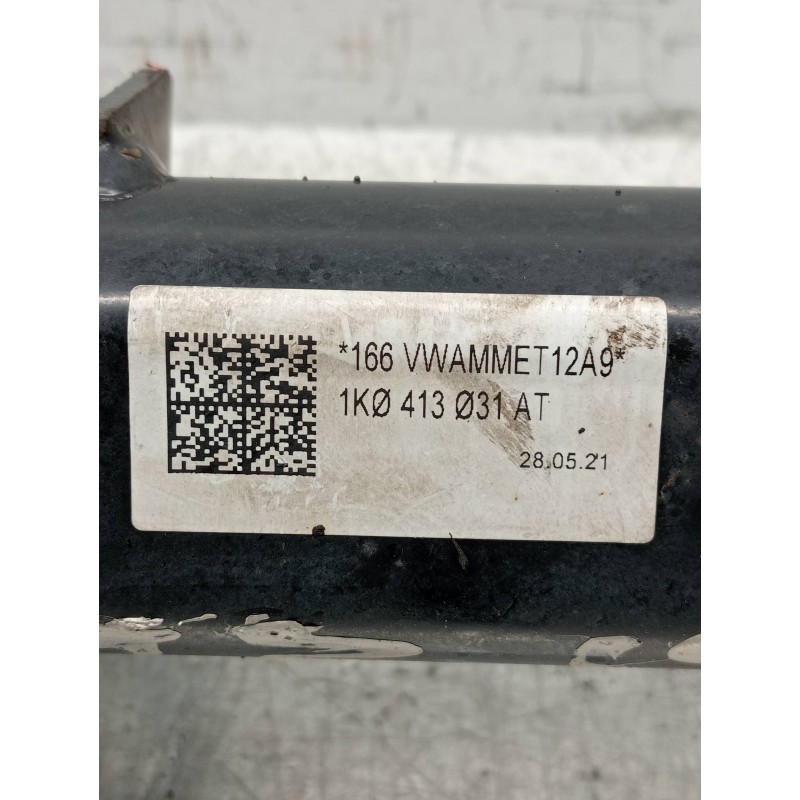 *166 VWAMMET12A9*
1KØ 413 Ø31 AT
28.05.21